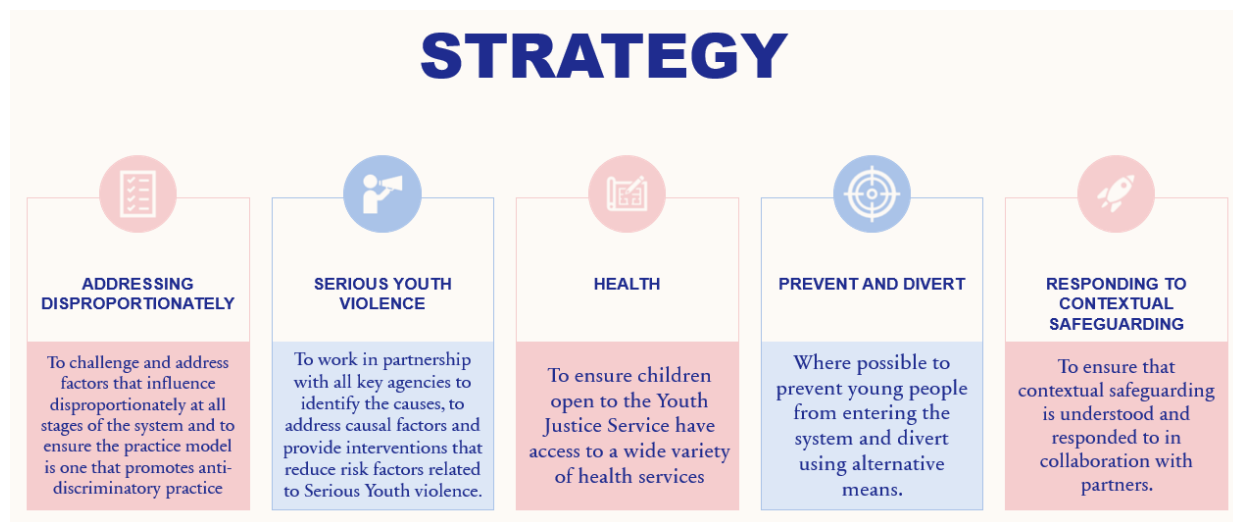 STRATEGY
ADDRESSING
DISPROPORTIONATELY
To challenge and address
factors that influence
disproportionately at all
stages of the system and to
ensure the practice model
is one that promotes anti-
discriminatory practice
SERIOUS YOUTH
VIOLENCE
To work in partnership
with all key agencies to
identify the causes, to
address causal factors and
provide interventions that
reduce risk factors related
to Serious Youth violence.
HEALTH
To ensure children
open to the Youth
Justice Service have
access to a wide variety
of health services
PREVENT AND DIVERT
Where possible to
prevent young people
from entering the
system and divert
using alternative
means.
RESPONDING TO
CONTEXTUAL
SAFEGUARDING
To ensure that
contextual safeguarding
is understood and
responded to in
collaboration with
partners.